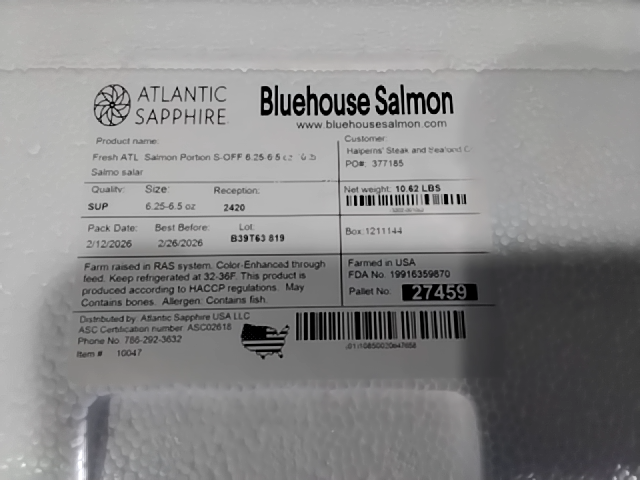 ATLANTIC SAPPHIRE
Bluehouse Salmon
www.bluehousesalmon.com
Product name:
Fresh ATL Salmon Portion S-OFF 6.25-6.5
Salmo salar
Customer:
Halperns' Steak and Seafood C
PO#: 377185
Quality: Size: Reception:
SUP 6.25-6.5 oz 2420
Net weight: 10.62 LBS
Pack Date: Best Before: Lot:
2/12/2026 2/26/2026 B39T63 819
Box:1211144
Farm raised in RAS system. Color-Enhanced through
feed. Keep refrigerated at 32-36F. This product is
produced according to HACCP regulations. May
Contains bones. Allergen: Contains fish.
Farmed in USA
FDA No. 19916359870
Pallet No.: 27459
Distributed by: Atlantic Sapphire USA LLC
ASC Certification number: ASC02618
Phone No. 786-292-3632
Item # 10047